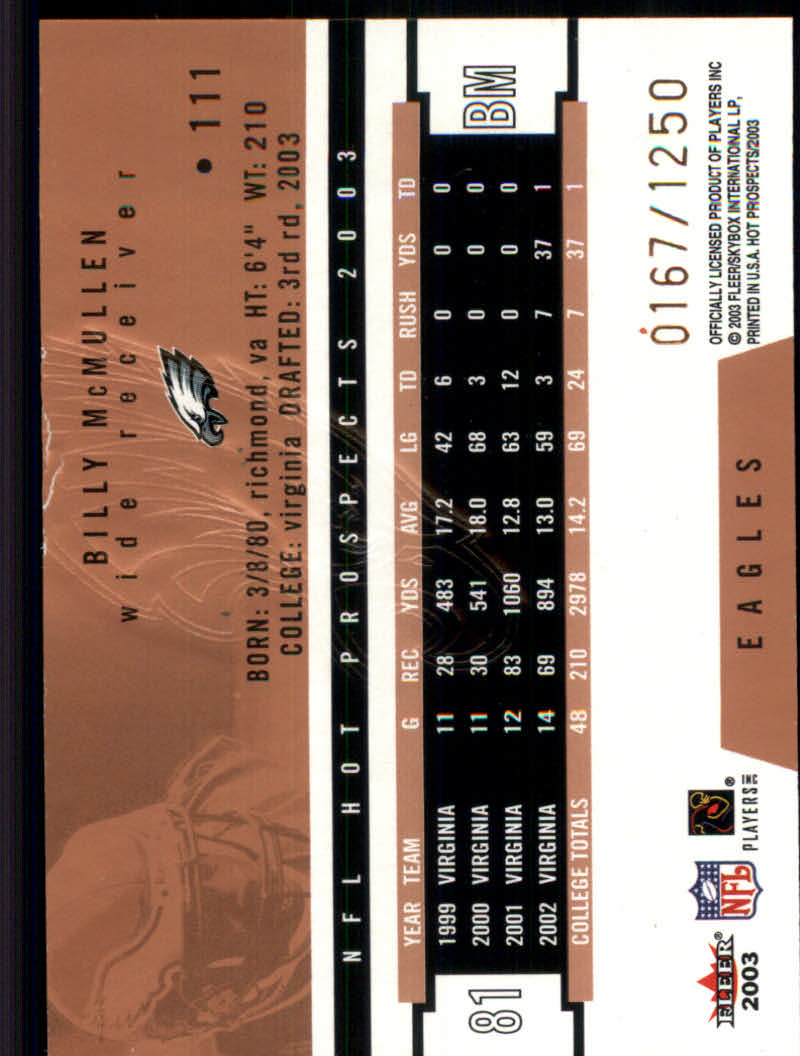 BILLY McMULLEN
wide receiver
• 111
BORN: 3/8/80, richmond, va HT: 6'4" WT: 210
COLLEGE: virginia DRAFTED: 3rd rd, 2003
NFL HOT PROSPECTS 2003
81
BM
YEAR TEAM G REC YDS AVG LG TD RUSH YDS TD
1999 VIRGINIA 11 28 483 17.2 42 6 0 0 0
2000 VIRGINIA 11 30 541 18.0 68 3 0 0 0
2001 VIRGINIA 12 83 1060 12.8 63 12 0 0 0
2002 VIRGINIA 14 69 894 13.0 59 3 7 37 1
COLLEGE TOTALS 48 210 2978 14.2 69 24 7 37 1
0167/1250
OFFICIALLY LICENSED PRODUCT OF PLAYERS INC
© 2003 FLEER/SKYBOX INTERNATIONAL LP,
PRINTED IN U.S.A. HOT PROSPECTS/2003
EAGLES
FLEER®
2003
NFL
PLAYERS INC
®